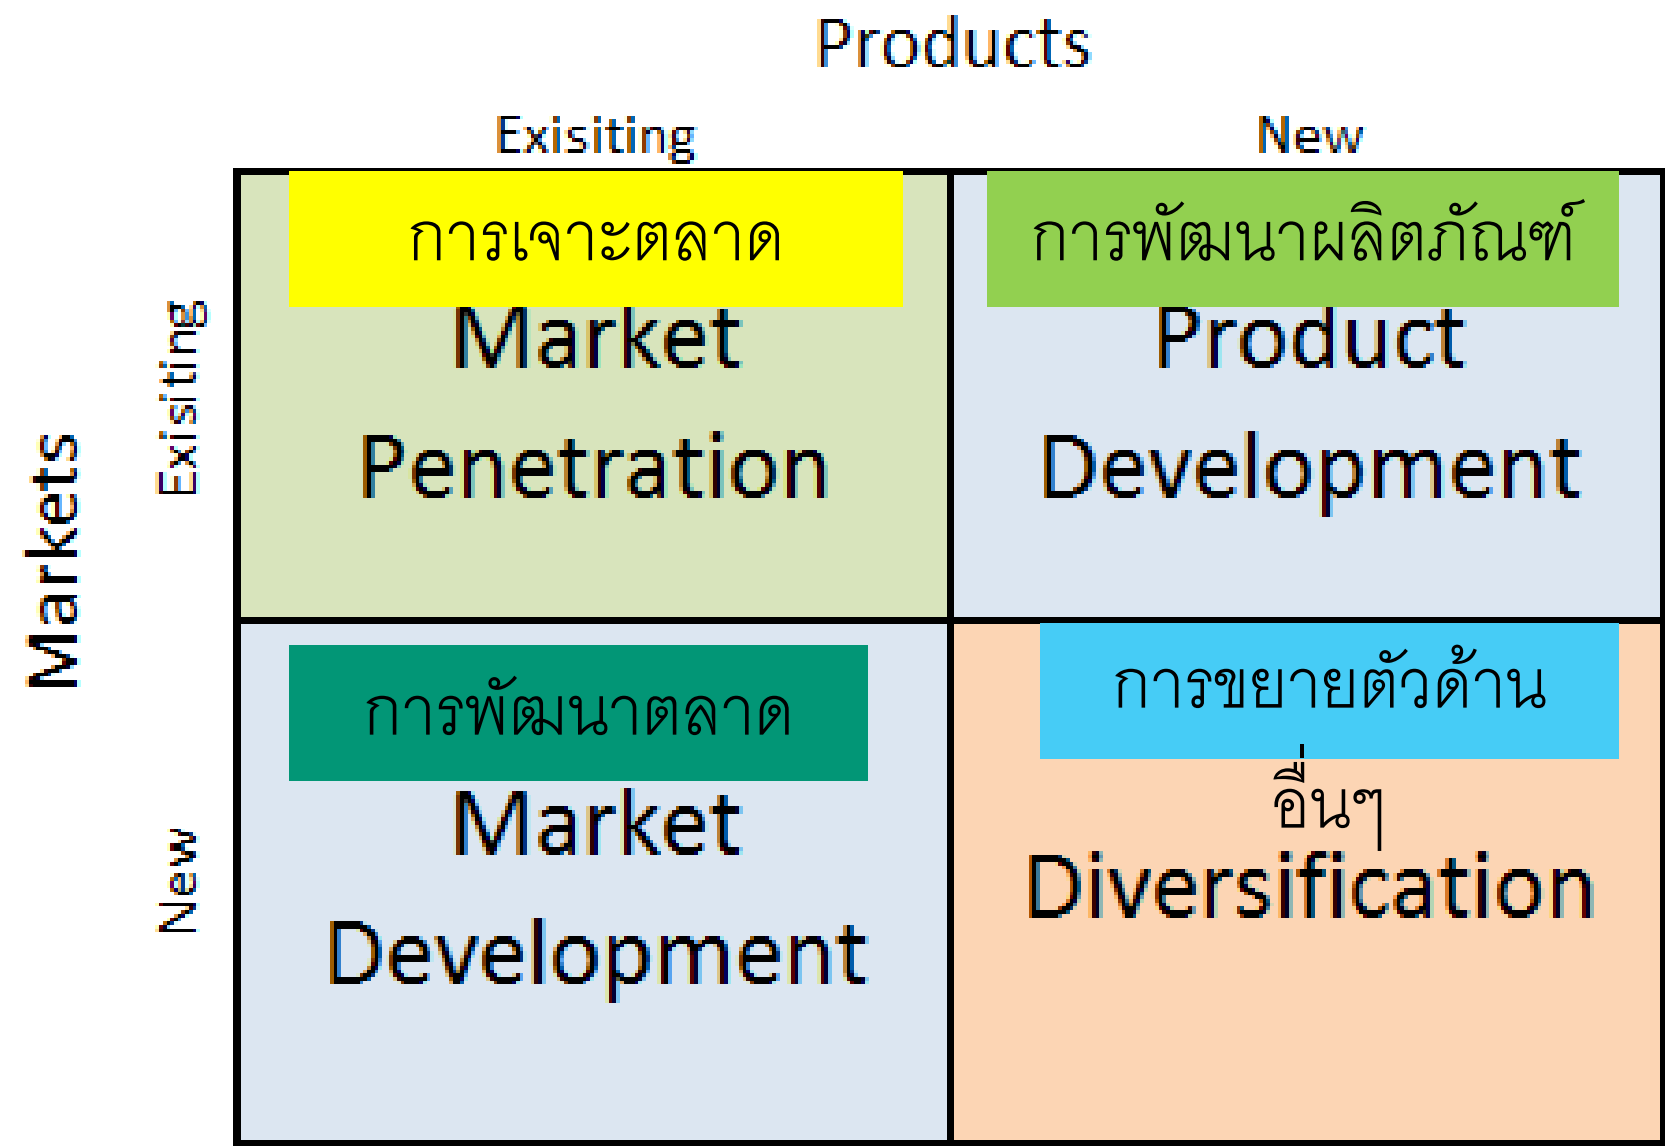 Products
Exisiting
New
Markets
Exisiting
การเจาะตลาด
Market
Penetration
การพัฒนาผลิตภัณฑ์
Product
Development
New
การพัฒนาตลาด
Market
Development
การขยายตัวด้าน
อื่นๆ
Diversification